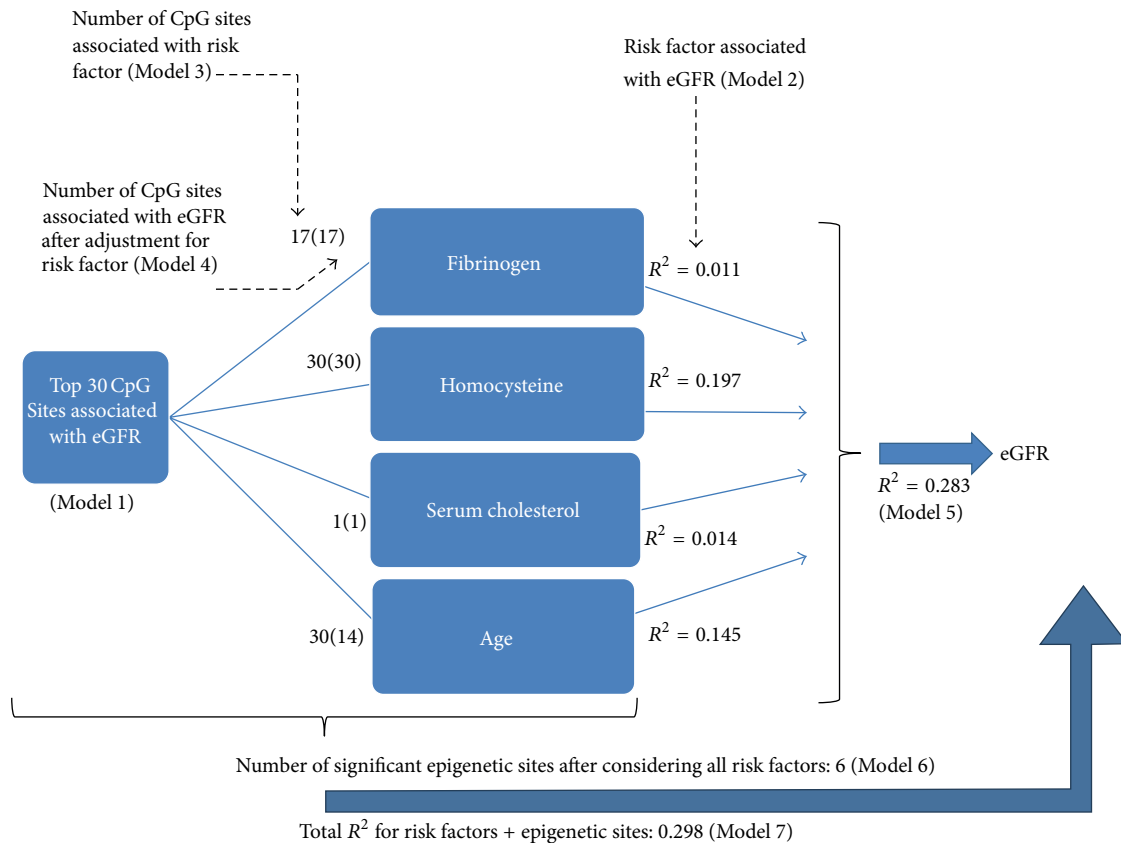 Number of CpG sites
associated with risk
factor (Model 3)
Risk factor associated
with eGFR (Model 2)
Number of CpG sites
associated with eGFR
after adjustment for
risk factor (Model 4)
17(17)
Fibrinogen
R² = 0.011
30(30)
Homocysteine
R² = 0.197
Top 30 CpG
Sites associated
with eGFR
(Model 1)
1(1)
Serum cholesterol
R² = 0.014
30(14)
Age
R² = 0.145
eGFR
R² = 0.283
(Model 5)
Number of significant epigenetic sites after considering all risk factors: 6 (Model 6)
Total R² for risk factors + epigenetic sites: 0.298 (Model 7)